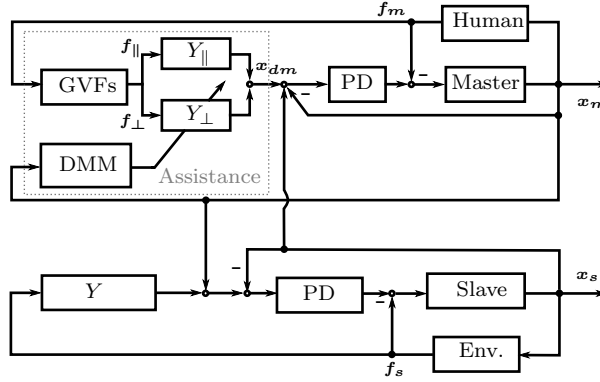 f_m
Human
f_∥
Y_∥
x_dm
GVFs
PD
Master
f_⊥
Y_⊥
x_m
DMM
Assistance
Y
PD
Slave
x_s
Env.
f_s